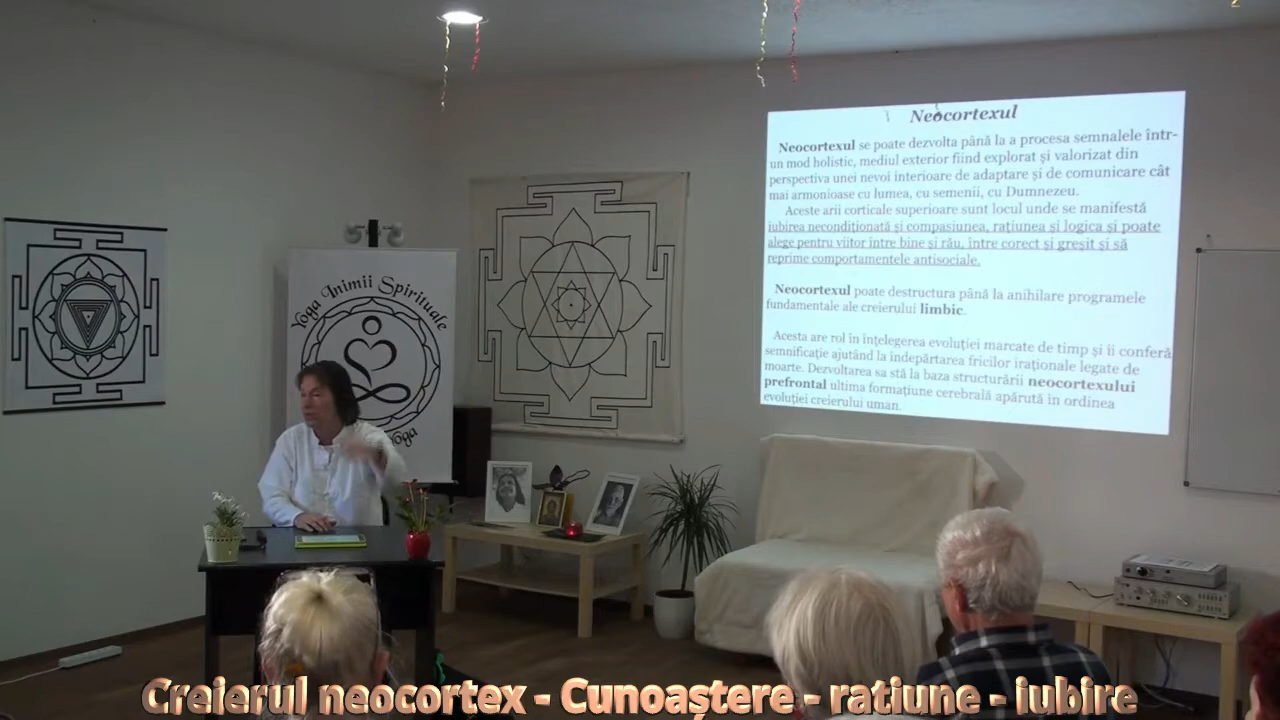 Neocortexul
Neocortexul se poate dezvolta până la a procesa semnalele într-
un mod holistic, mediul exterior fiind explorat și valorizat din
perspectiva unei nevoi interioare de adaptare și de comunicare cât
mai armonioase cu lumea, cu semenii, cu Dumnezeu.
Aceste arii corticale superioare sunt locul unde se manifestă
iubirea necondiționată și compasiunea, rațiunea și logica și poate
alege pentru viitor între bine și rău, între corect și greșit și să
reprime comportamentele antisociale.
Neocortexul poate destructura până la anihilare programele
fundamentale ale creierului limbic.
Acesta are rol în înțelegerea evoluției marcate de timp și îi conferă
semnificație ajutând la îndepărtarea fricilor iraționale legate de
moarte. Dezvoltarea sa stă la baza structurării neocortexului
prefrontal ultima formațiune cerebrală apărută în ordinea
evoluției creierului uman.
Yoga Inimii Spirituale
Yoga
Creierul neocortex - Cunoaștere - rațiune - iubire